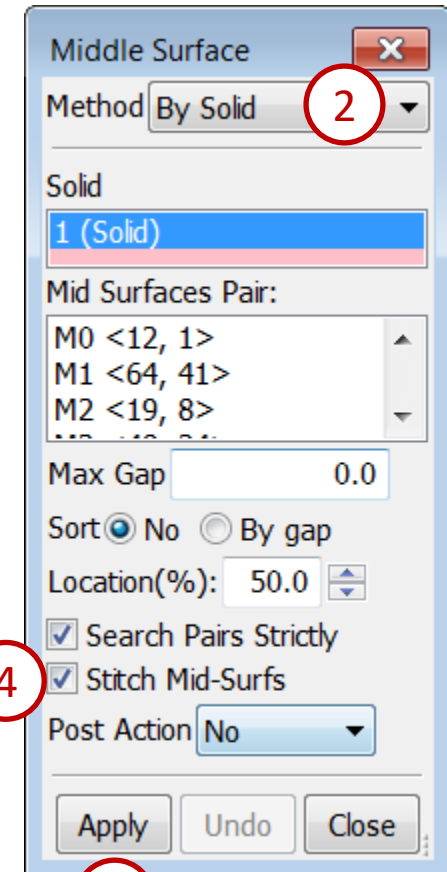 Middle Surface
Method By Solid 2
Solid
1 (Solid)
Mid Surfaces Pair:
M0 <12, 1>
M1 <64, 41>
M2 <19, 8>
Max Gap 0.0
Sort No By gap
Location(%): 50.0
Search Pairs Strictly
4 Stitch Mid-Surfs
Post Action No
Apply Undo Close